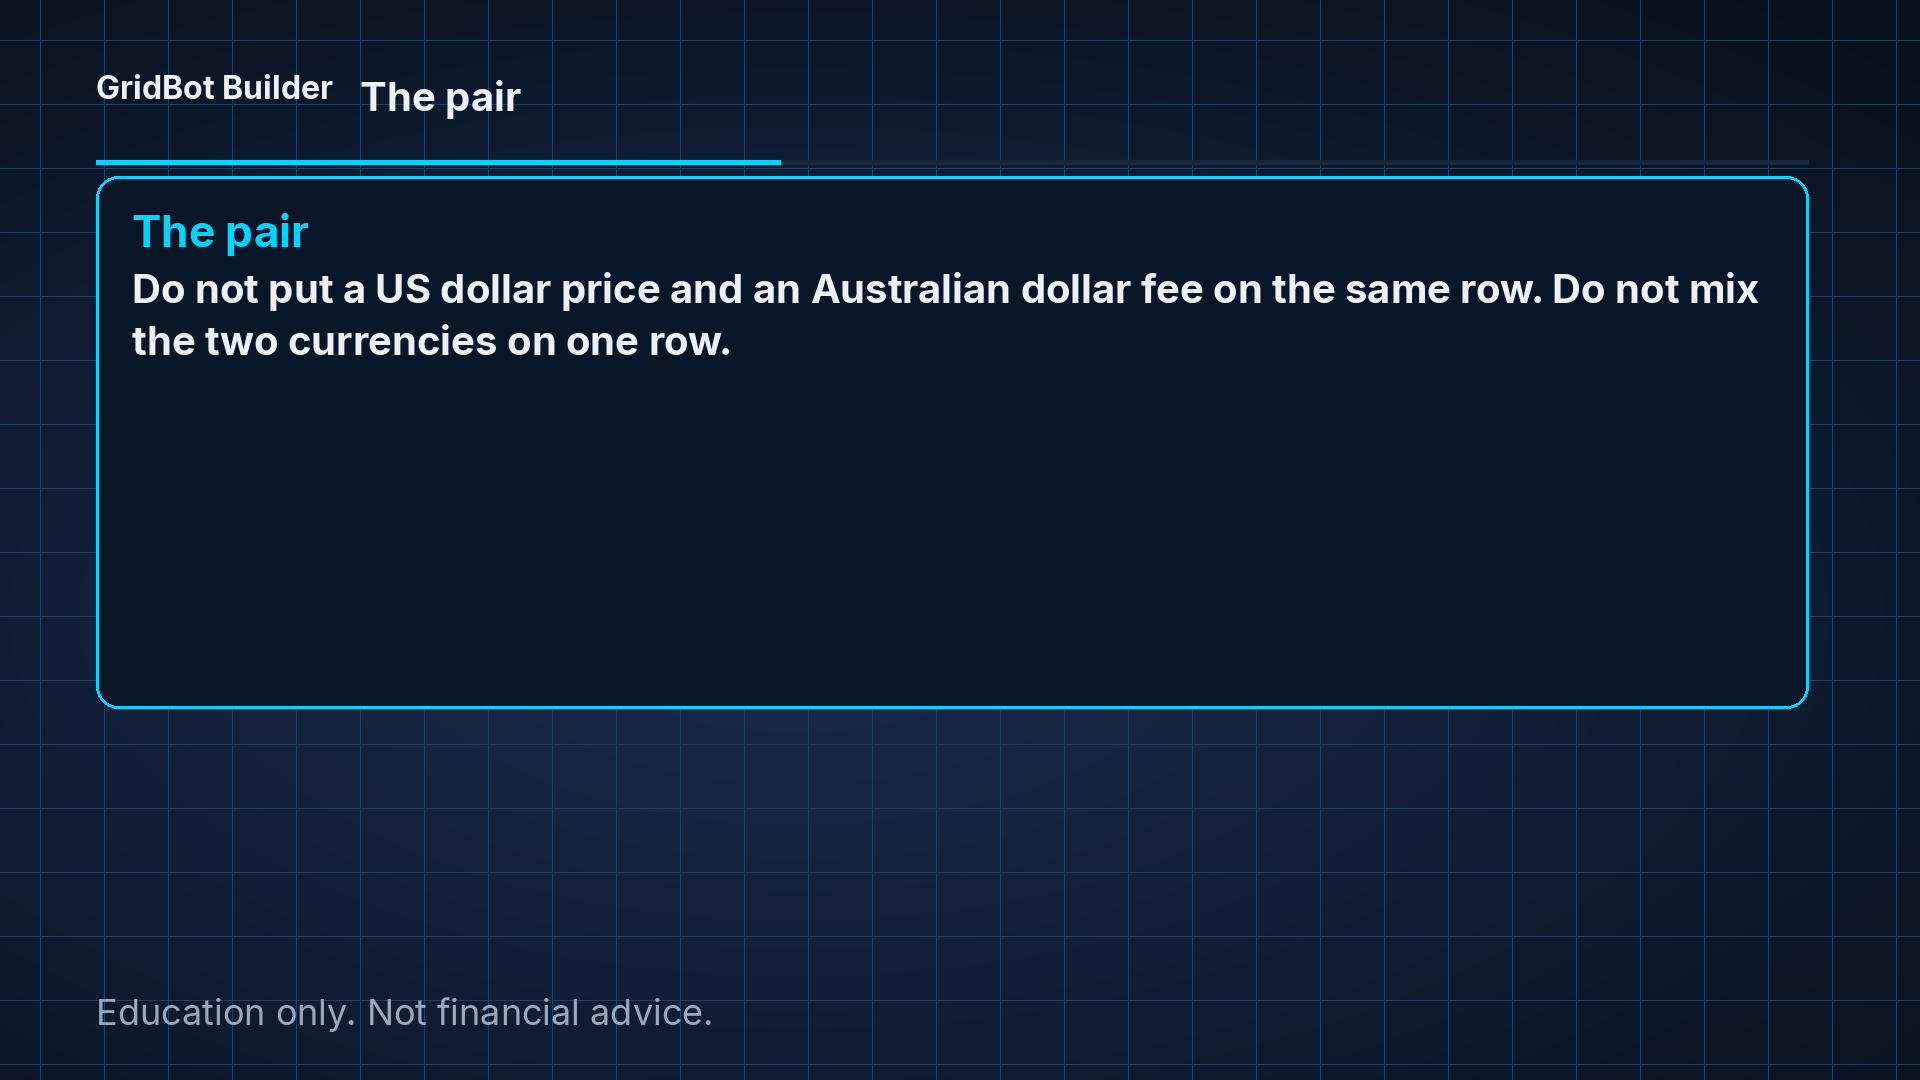 GridBot Builder The pair
The pair
Do not put a US dollar price and an Australian dollar fee on the same row. Do not mix
the two currencies on one row.
Education only. Not financial advice.